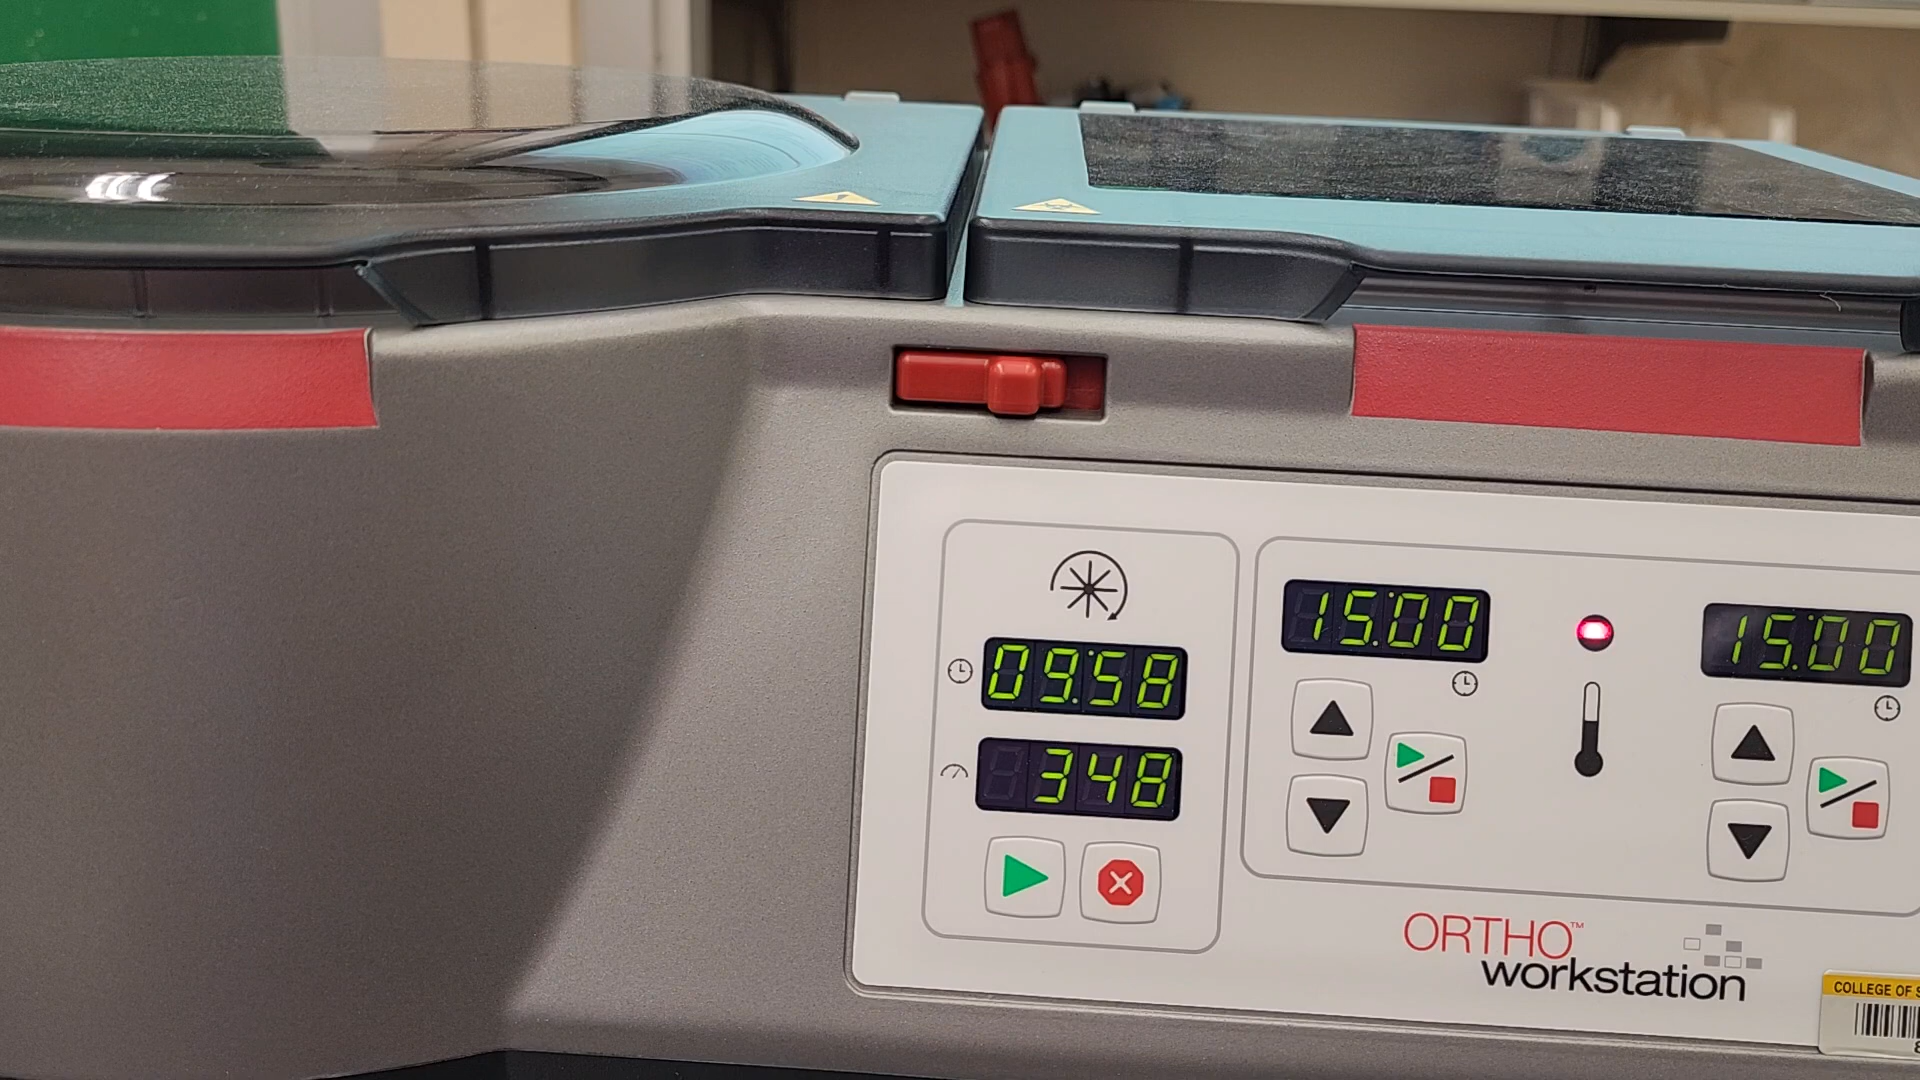 09:58
348
15:00
15:00
ORTHO™
workstation
COLLEGE OF